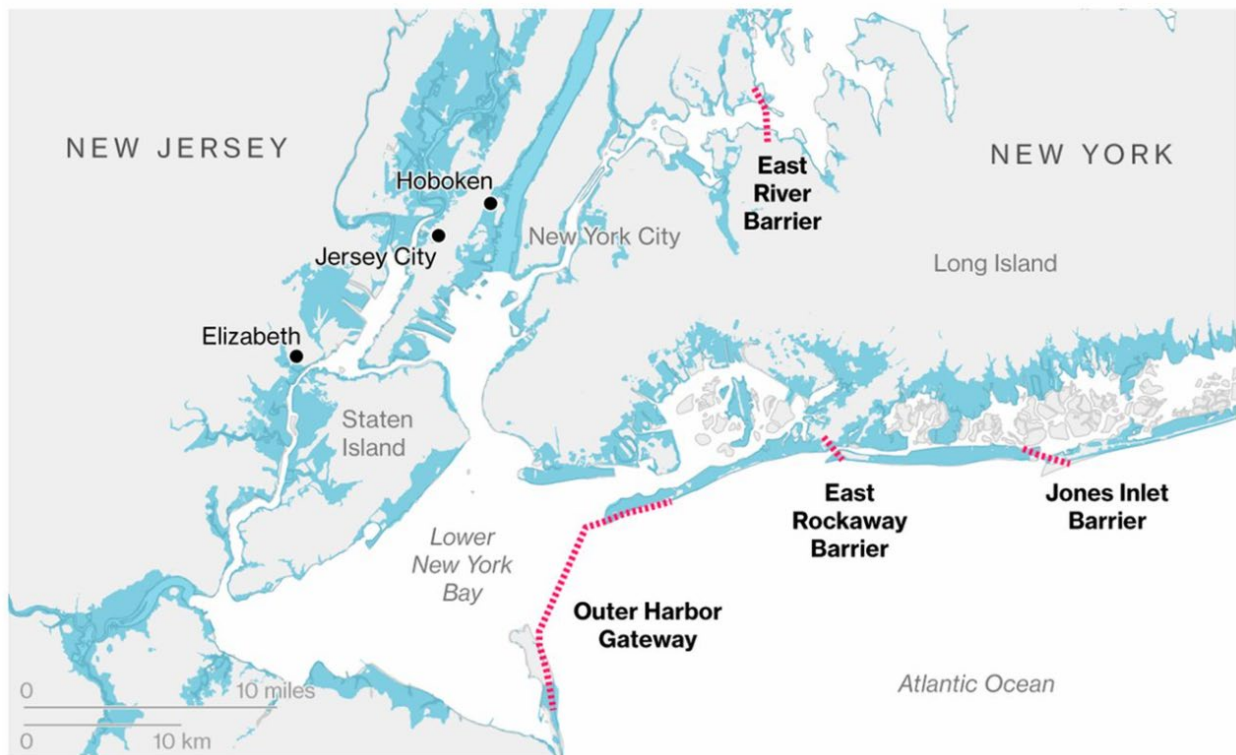 NEW JERSEY
Hoboken
Jersey City
Elizabeth
Staten
Island
New York City
East
River
Barrier
NEW YORK
Long Island
Lower
New York
Bay
Outer Harbor
Gateway
East
Rockaway
Barrier
Jones Inlet
Barrier
Atlantic Ocean
0 10 miles
0 10 km